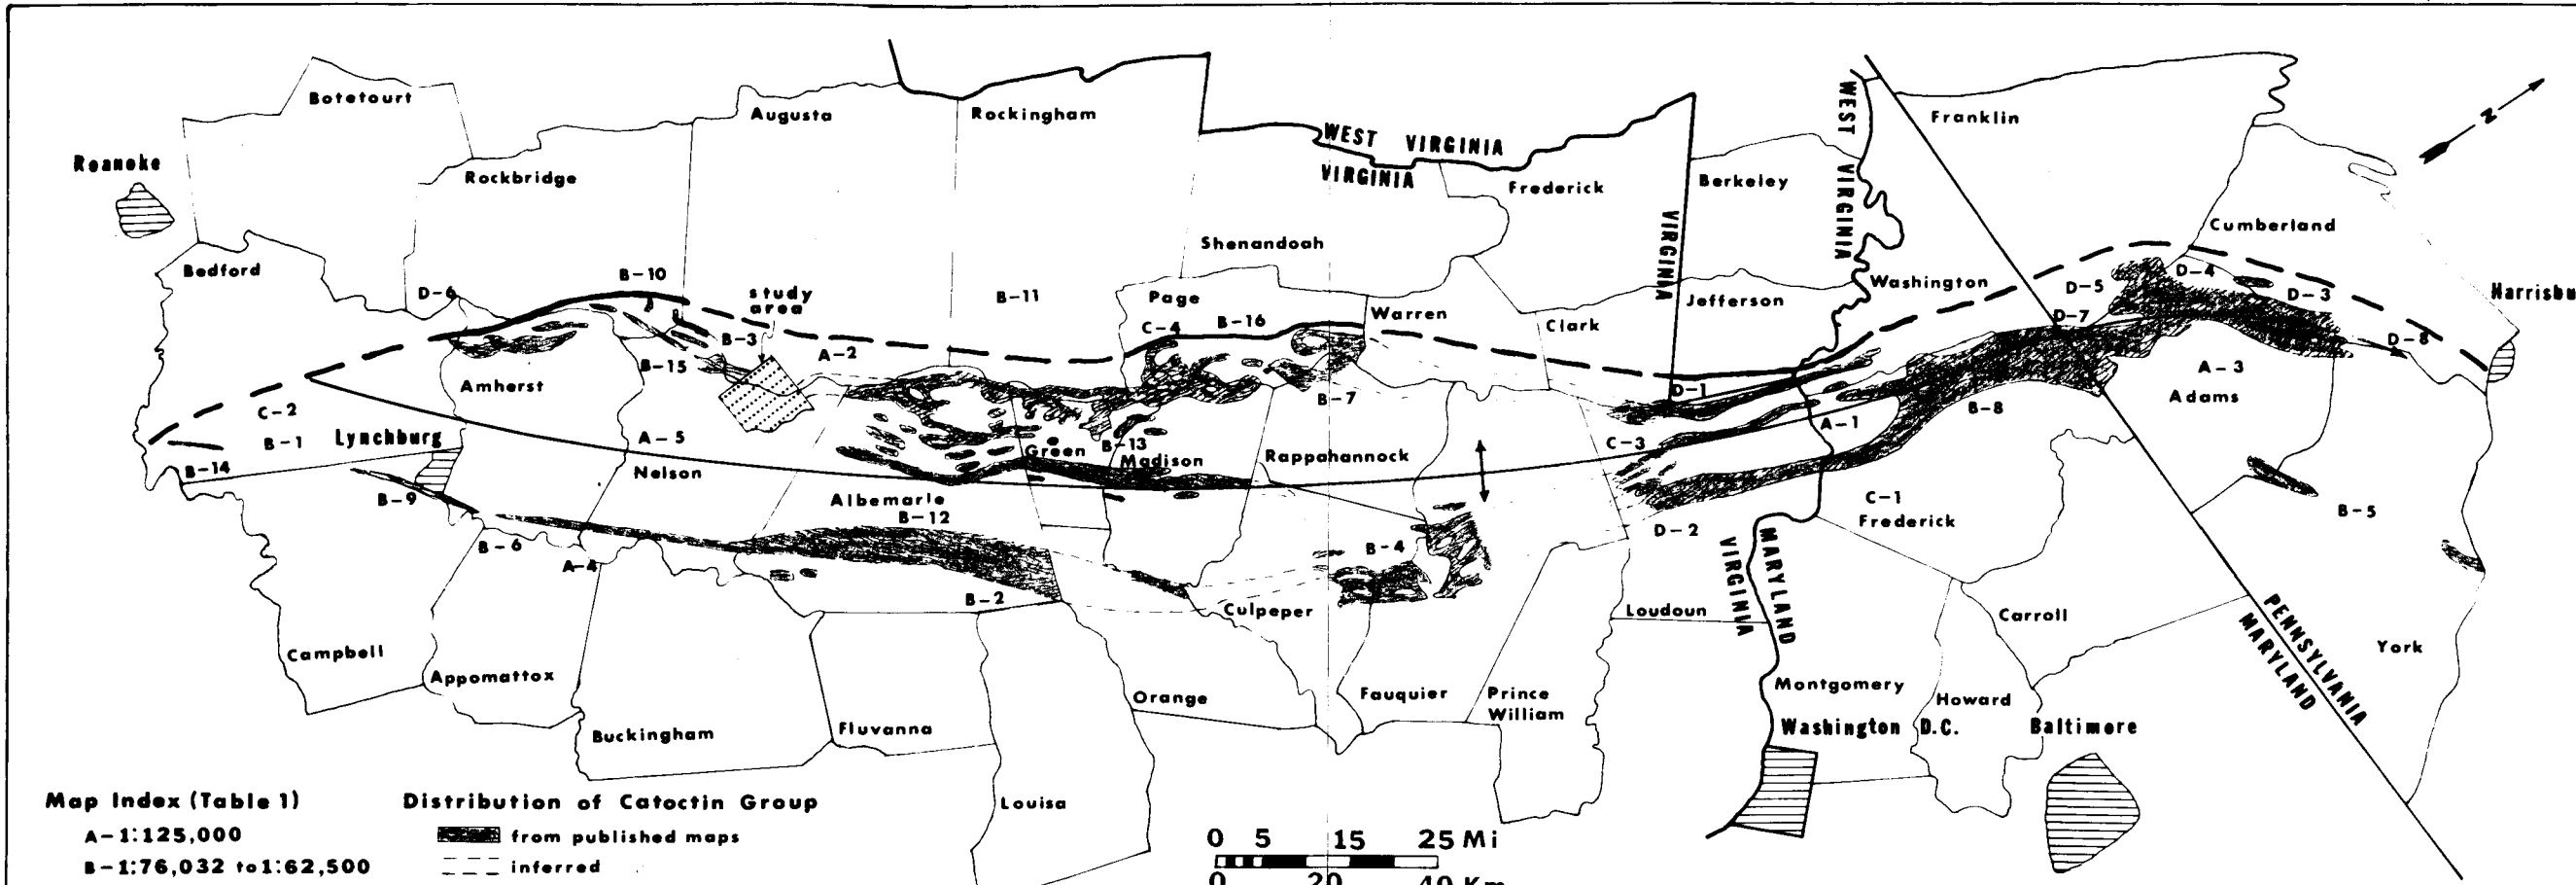 Botetourt
Augusta
Rockingham
WEST VIRGINIA
VIRGINIA
WEST VIRGINIA
Franklin
N
Roanoke
Rockbridge
Frederick
Berkeley
VIRGINIA
Cumberland
Shenandoah
Bedford
D-6
B-10
study
area
B-11
Page
C-4
B-16
Warren
Clark
Jefferson
Washington
D-5
D-4
D-3
Harrisbu
D-7
D-8
B-3
A-2
B-15
Amherst
B-7
D-1
A-3
Adams
C-2
B-1
Lynchburg
A-5
B-13
Green
Madison
Rappahannock
C-3
A-1
B-8
B-14
Nelson
B-9
Albemarle
B-12
C-1
Frederick
B-5
B-6
A-4
B-4
D-2
MARYLAND
VIRGINIA
B-2
Culpeper
Loudoun
Carroll
PENNSYLVANIA
MARYLAND
Campbell
Appomattox
York
Orange
Fauquier
Prince
William
Montgomery
Howard
Buckingham
Fluvanna
Washington D.C.
Baltimore
Louisa
Map Index (Table 1)
A-1:125,000
B-1:76,032 to 1:62,500
Distribution of Catoctin Group
from published maps
inferred
0 5 15 25 Mi
0 20 40 Km